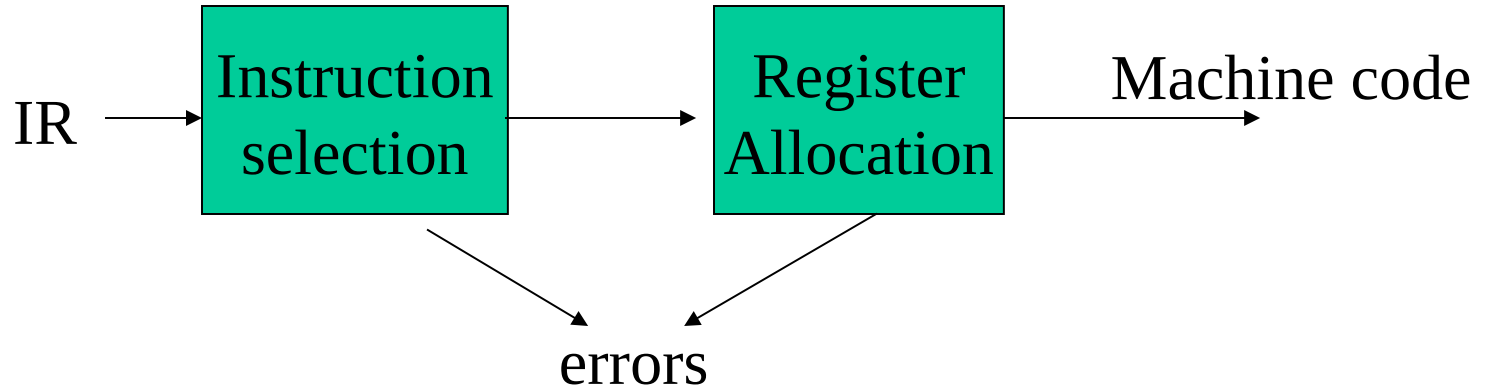 IR
Instruction
selection
Register
Allocation
Machine code
errors